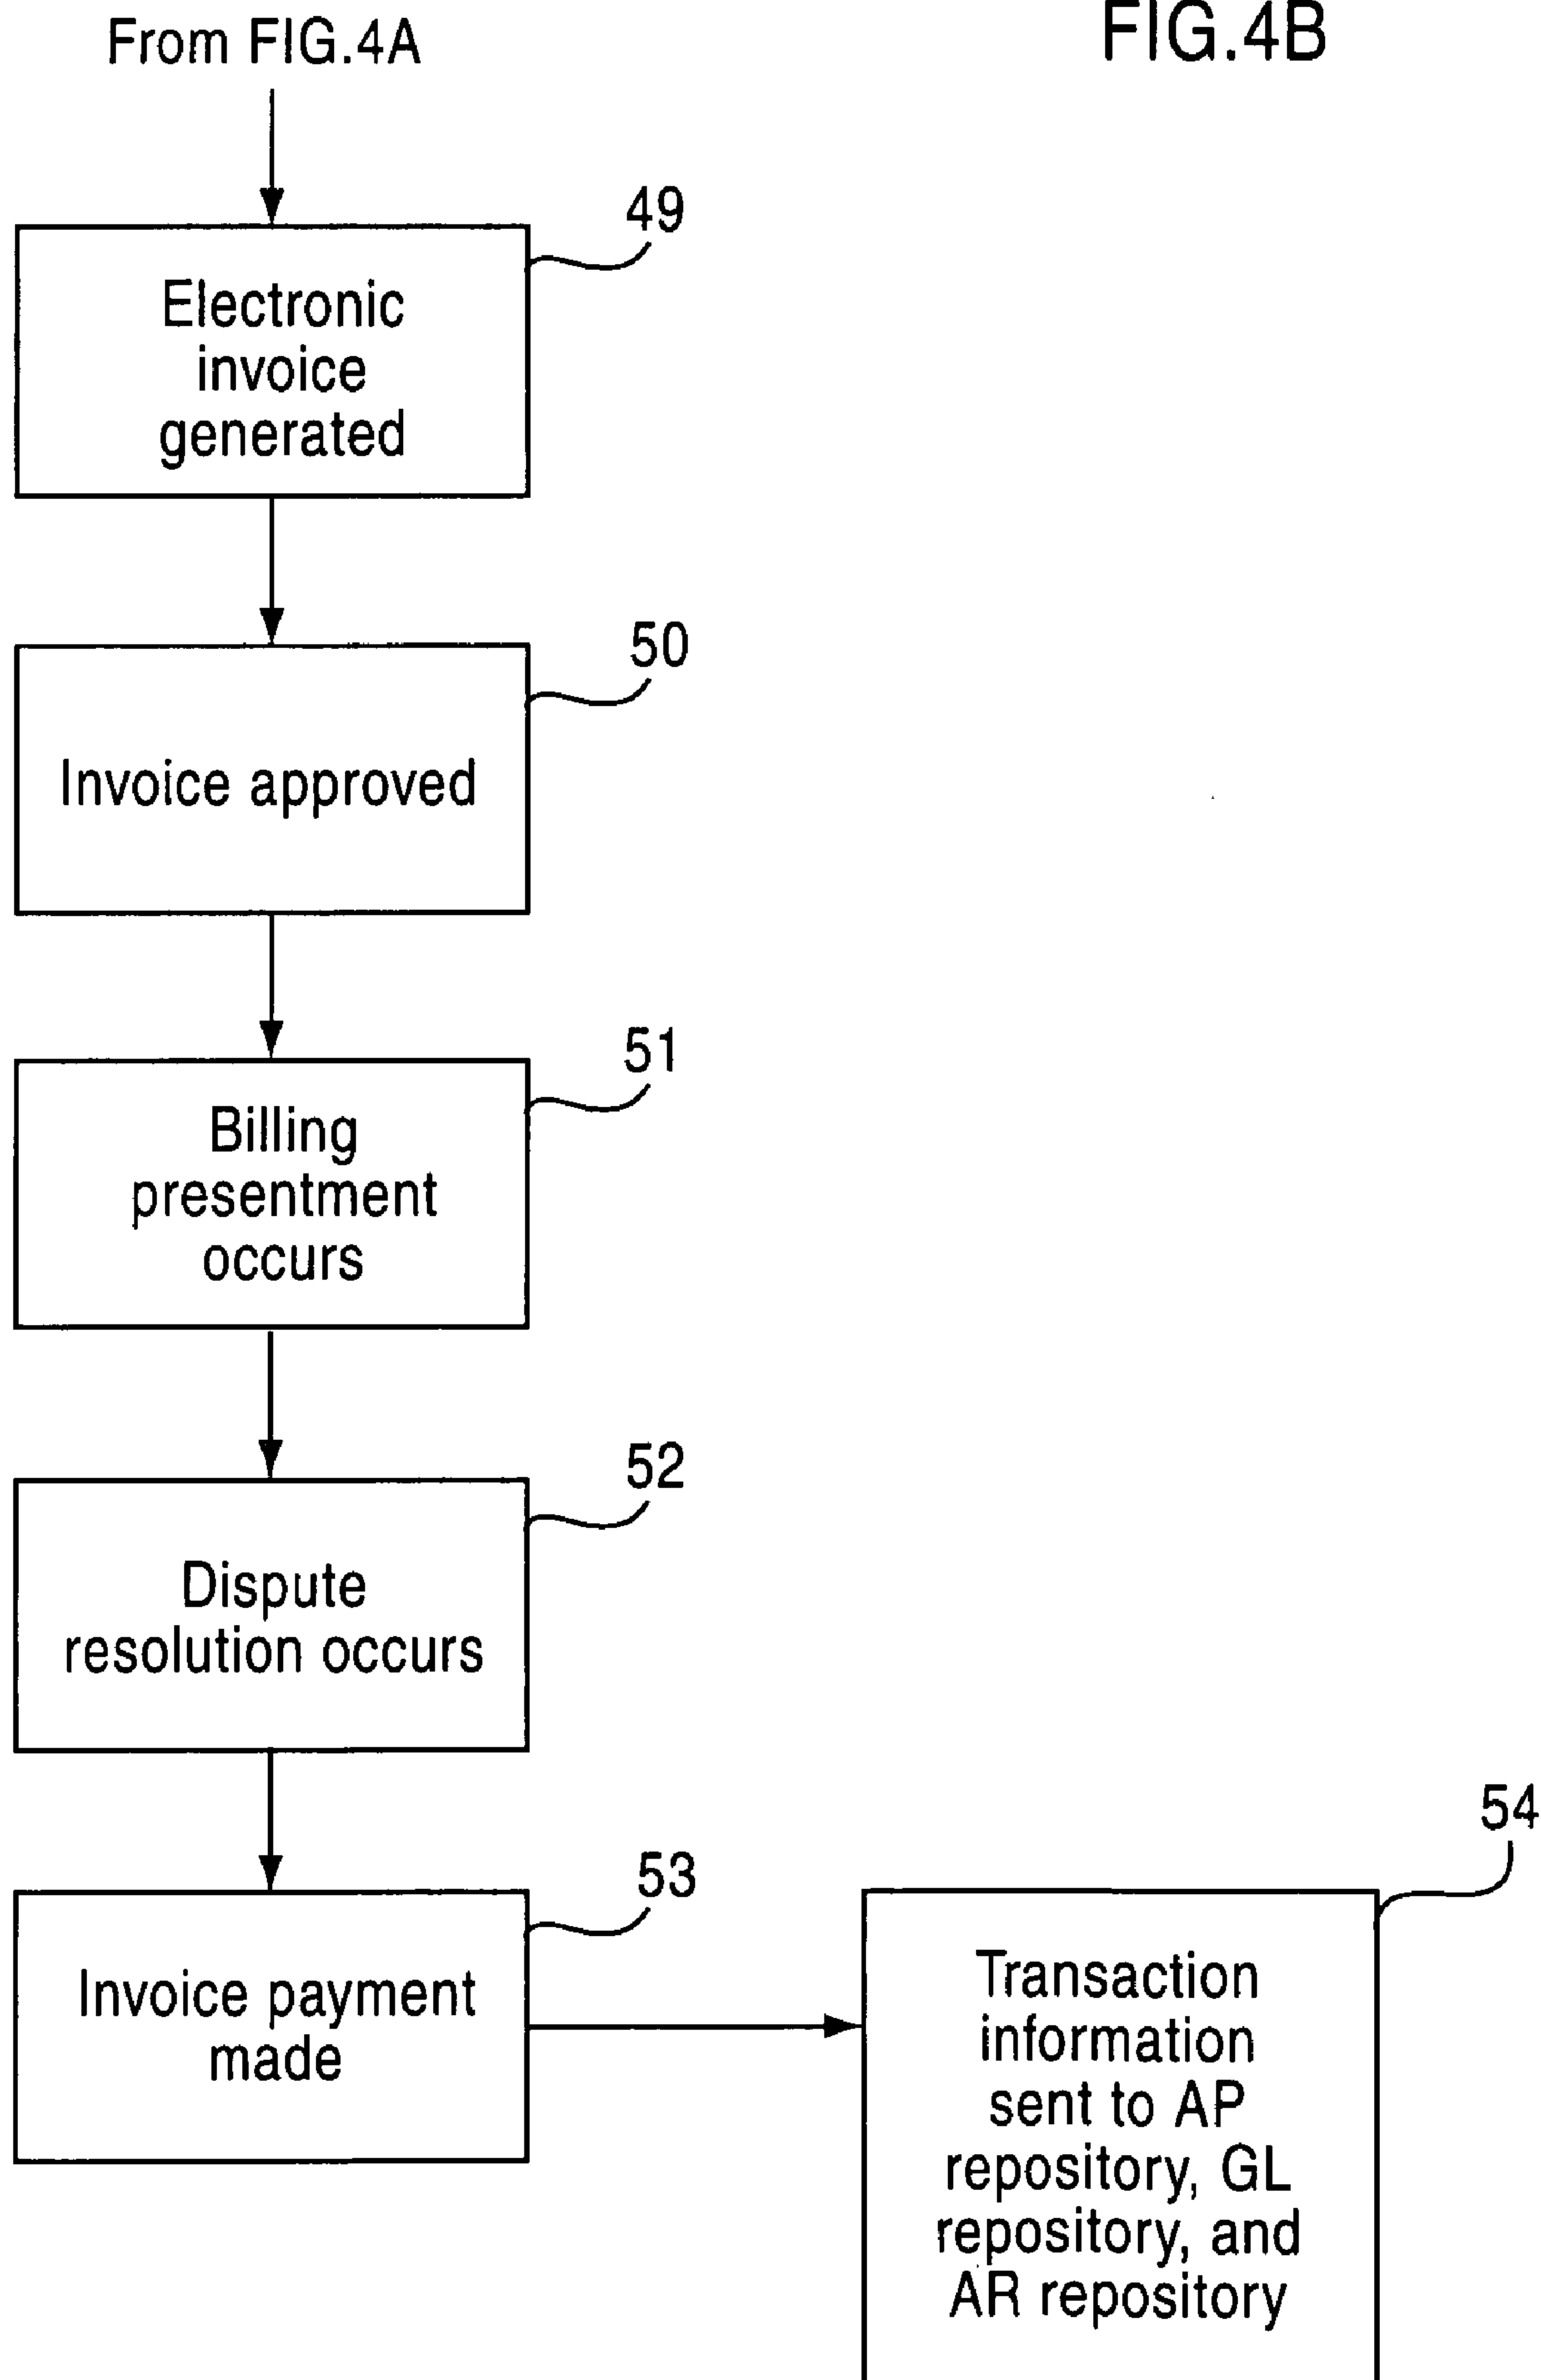 From FIG.4A
FIG.4B
49
Electronic
invoice
generated
50
Invoice approved
51
Billing
presentment
occurs
52
Dispute
resolution occurs
53
Invoice payment
made
54
Transaction
information
sent to AP
repository, GL
repository, and
AR repository